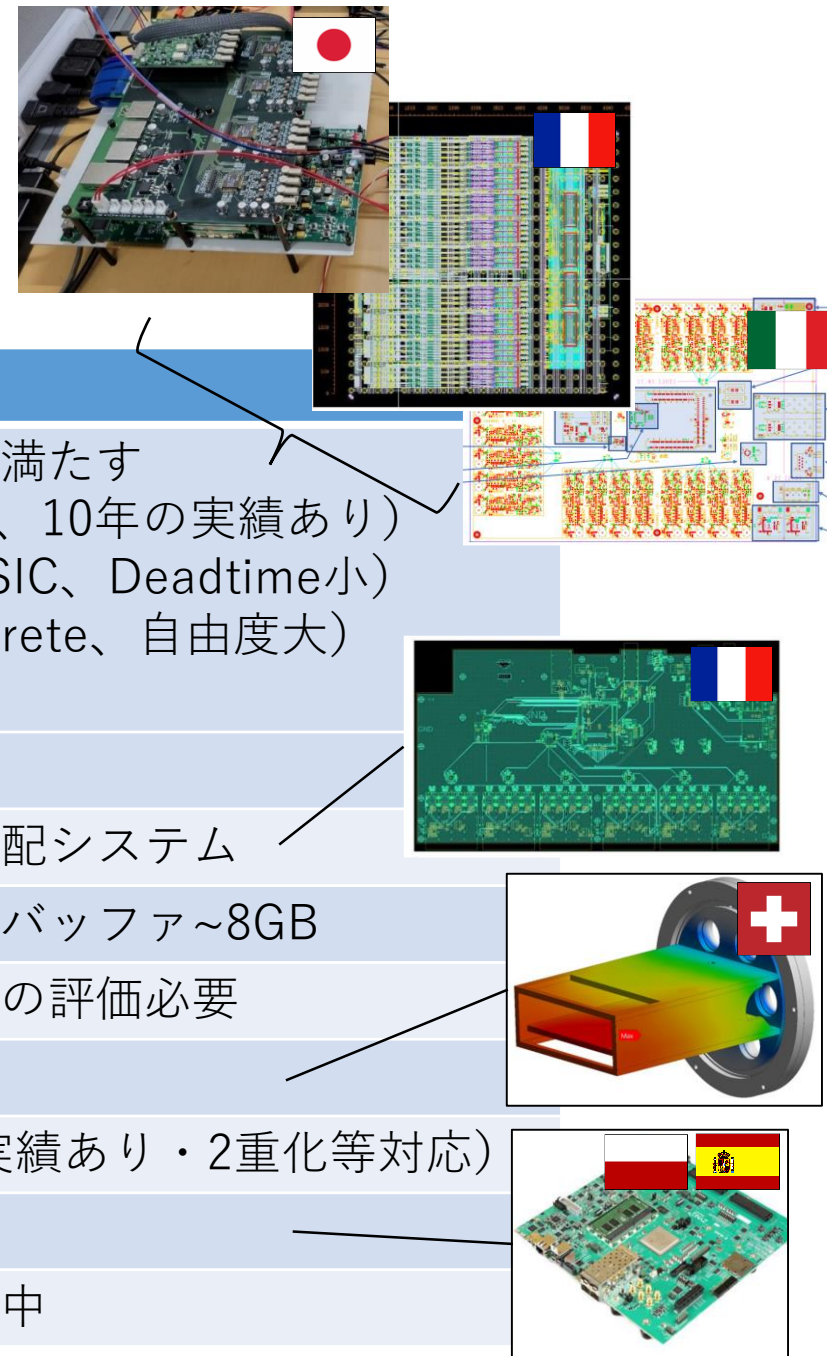 満たす
、10年の実績あり）
SIC、Deadtime小）
rete、自由度大）
配システム
バッファ~8GB
の評価必要
Max
実績あり・2重化等対応）
中